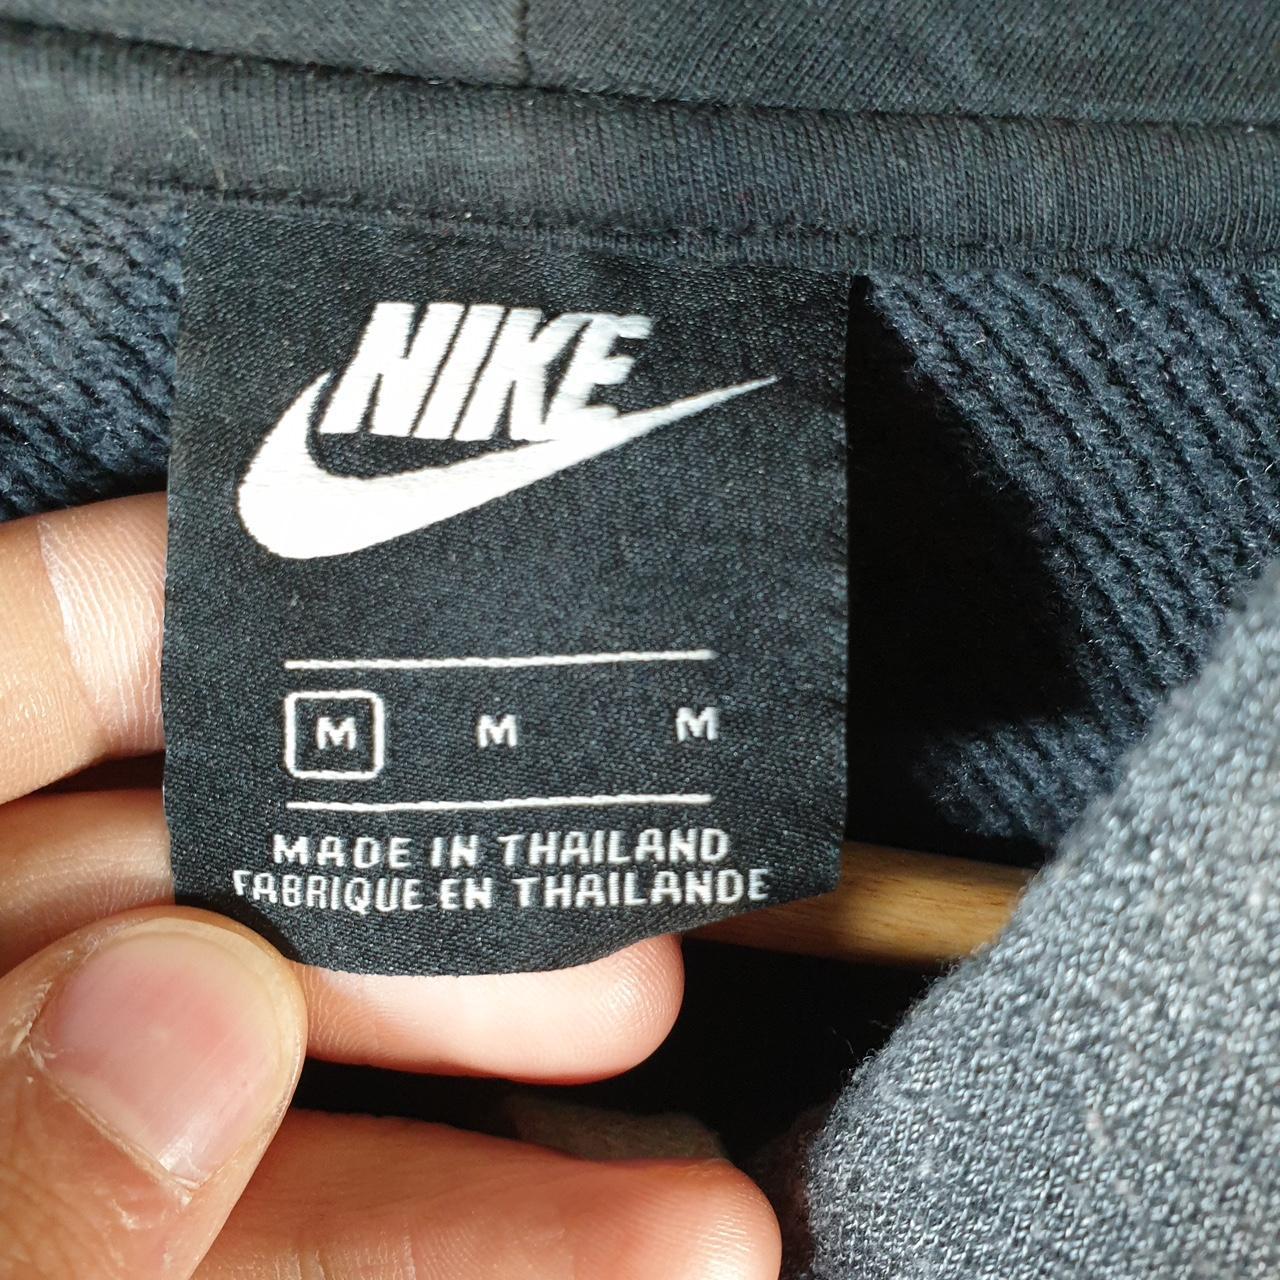 NIKE
M M M
MADE IN THAILAND
FABRIQUE EN THAILANDE